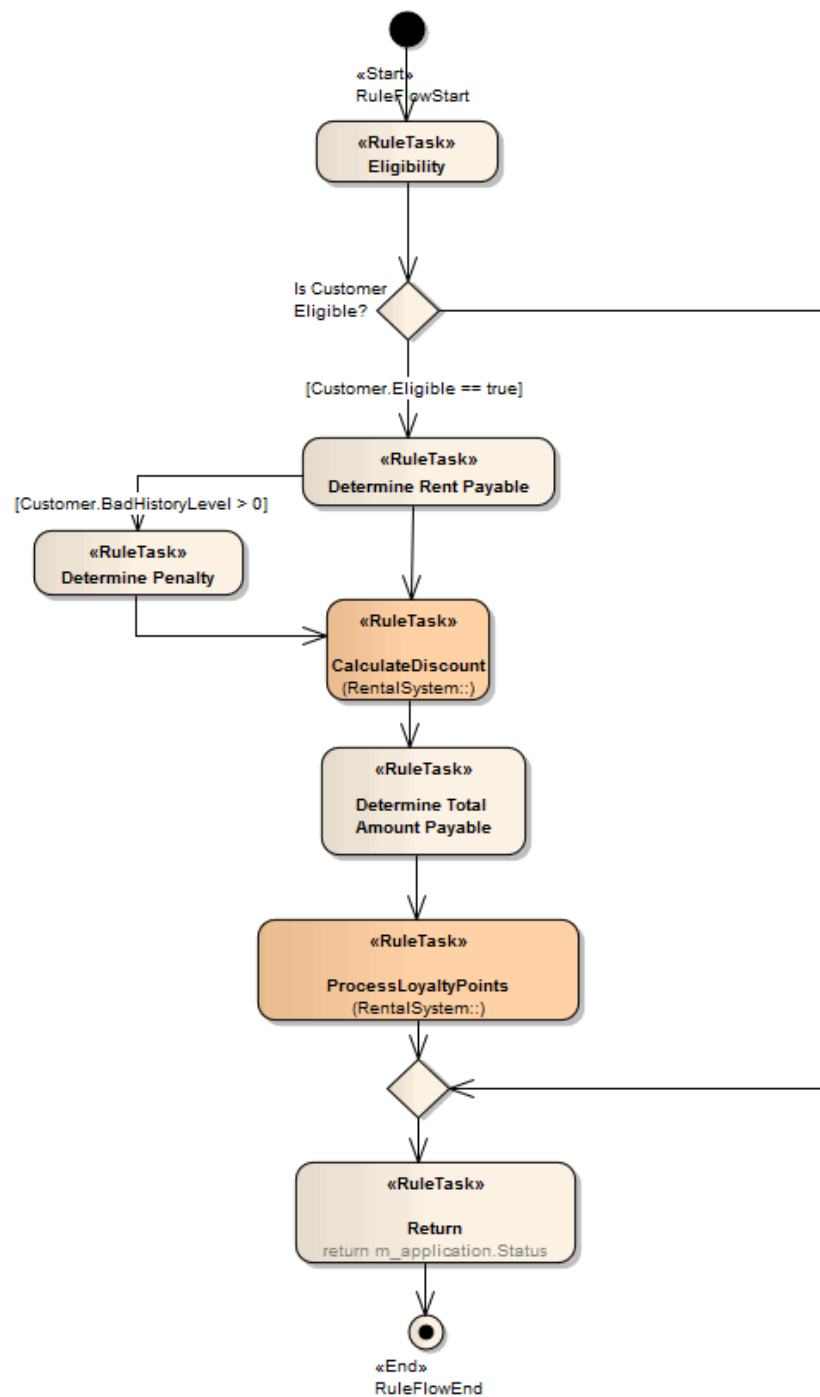 «Start»
RuleFlowStart
«RuleTask»
Eligibility
Is Customer
Eligible?
[Customer.Eligible == true]
«RuleTask»
Determine Rent Payable
[Customer.BadHistoryLevel > 0]
«RuleTask»
Determine Penalty
«RuleTask»
CalculateDiscount
(RentalSystem::)
«RuleTask»
Determine Total
Amount Payable
«RuleTask»
ProcessLoyaltyPoints
(RentalSystem::)
«RuleTask»
Return
return m_application.Status
«End»
RuleFlowEnd